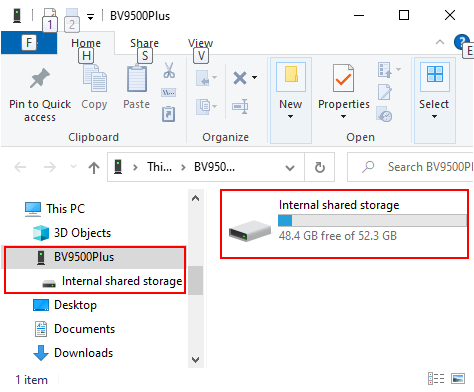 BV9500Plus
1
2
F
Home
Share
View
H
S
V
E
Pin to Quick access
Copy
Paste
New
Properties
Select
Clipboard
Organize
Open
Thi...
BV950...
Search BV9500Pl
This PC
3D Objects
BV9500Plus
Internal shared storage
Desktop
Documents
Downloads
Internal shared storage
48.4 GB free of 52.3 GB
1 item